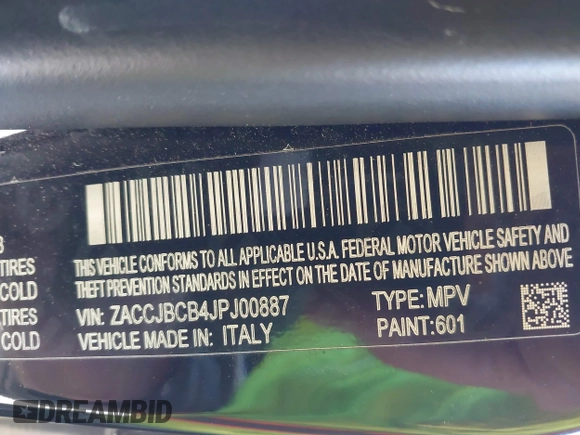 THIS VEHICLE CONFORMS TO ALL APPLICABLE U.S.A. FEDERAL MOTOR VEHICLE SAFETY AND
THEFT PREVENTION STANDARDS IN EFFECT ON THE DATE OF MANUFACTURE SHOWN ABOVE
TIRES
COLD
VIN: ZACCJBCB4JPJ00887 TYPE: MPV
TIRES
COLD
VEHICLE MADE IN: ITALY PAINT:601
DREAMBID